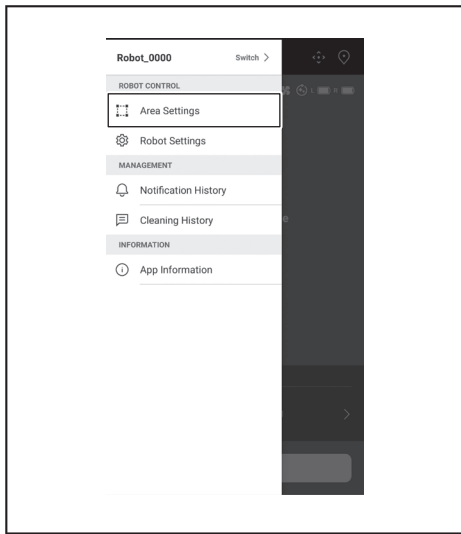 Robot_0000
Switch
ROBOT CONTROL
Area Settings
Robot Settings
MANAGEMENT
Notification History
Cleaning History
INFORMATION
App Information
L R
e